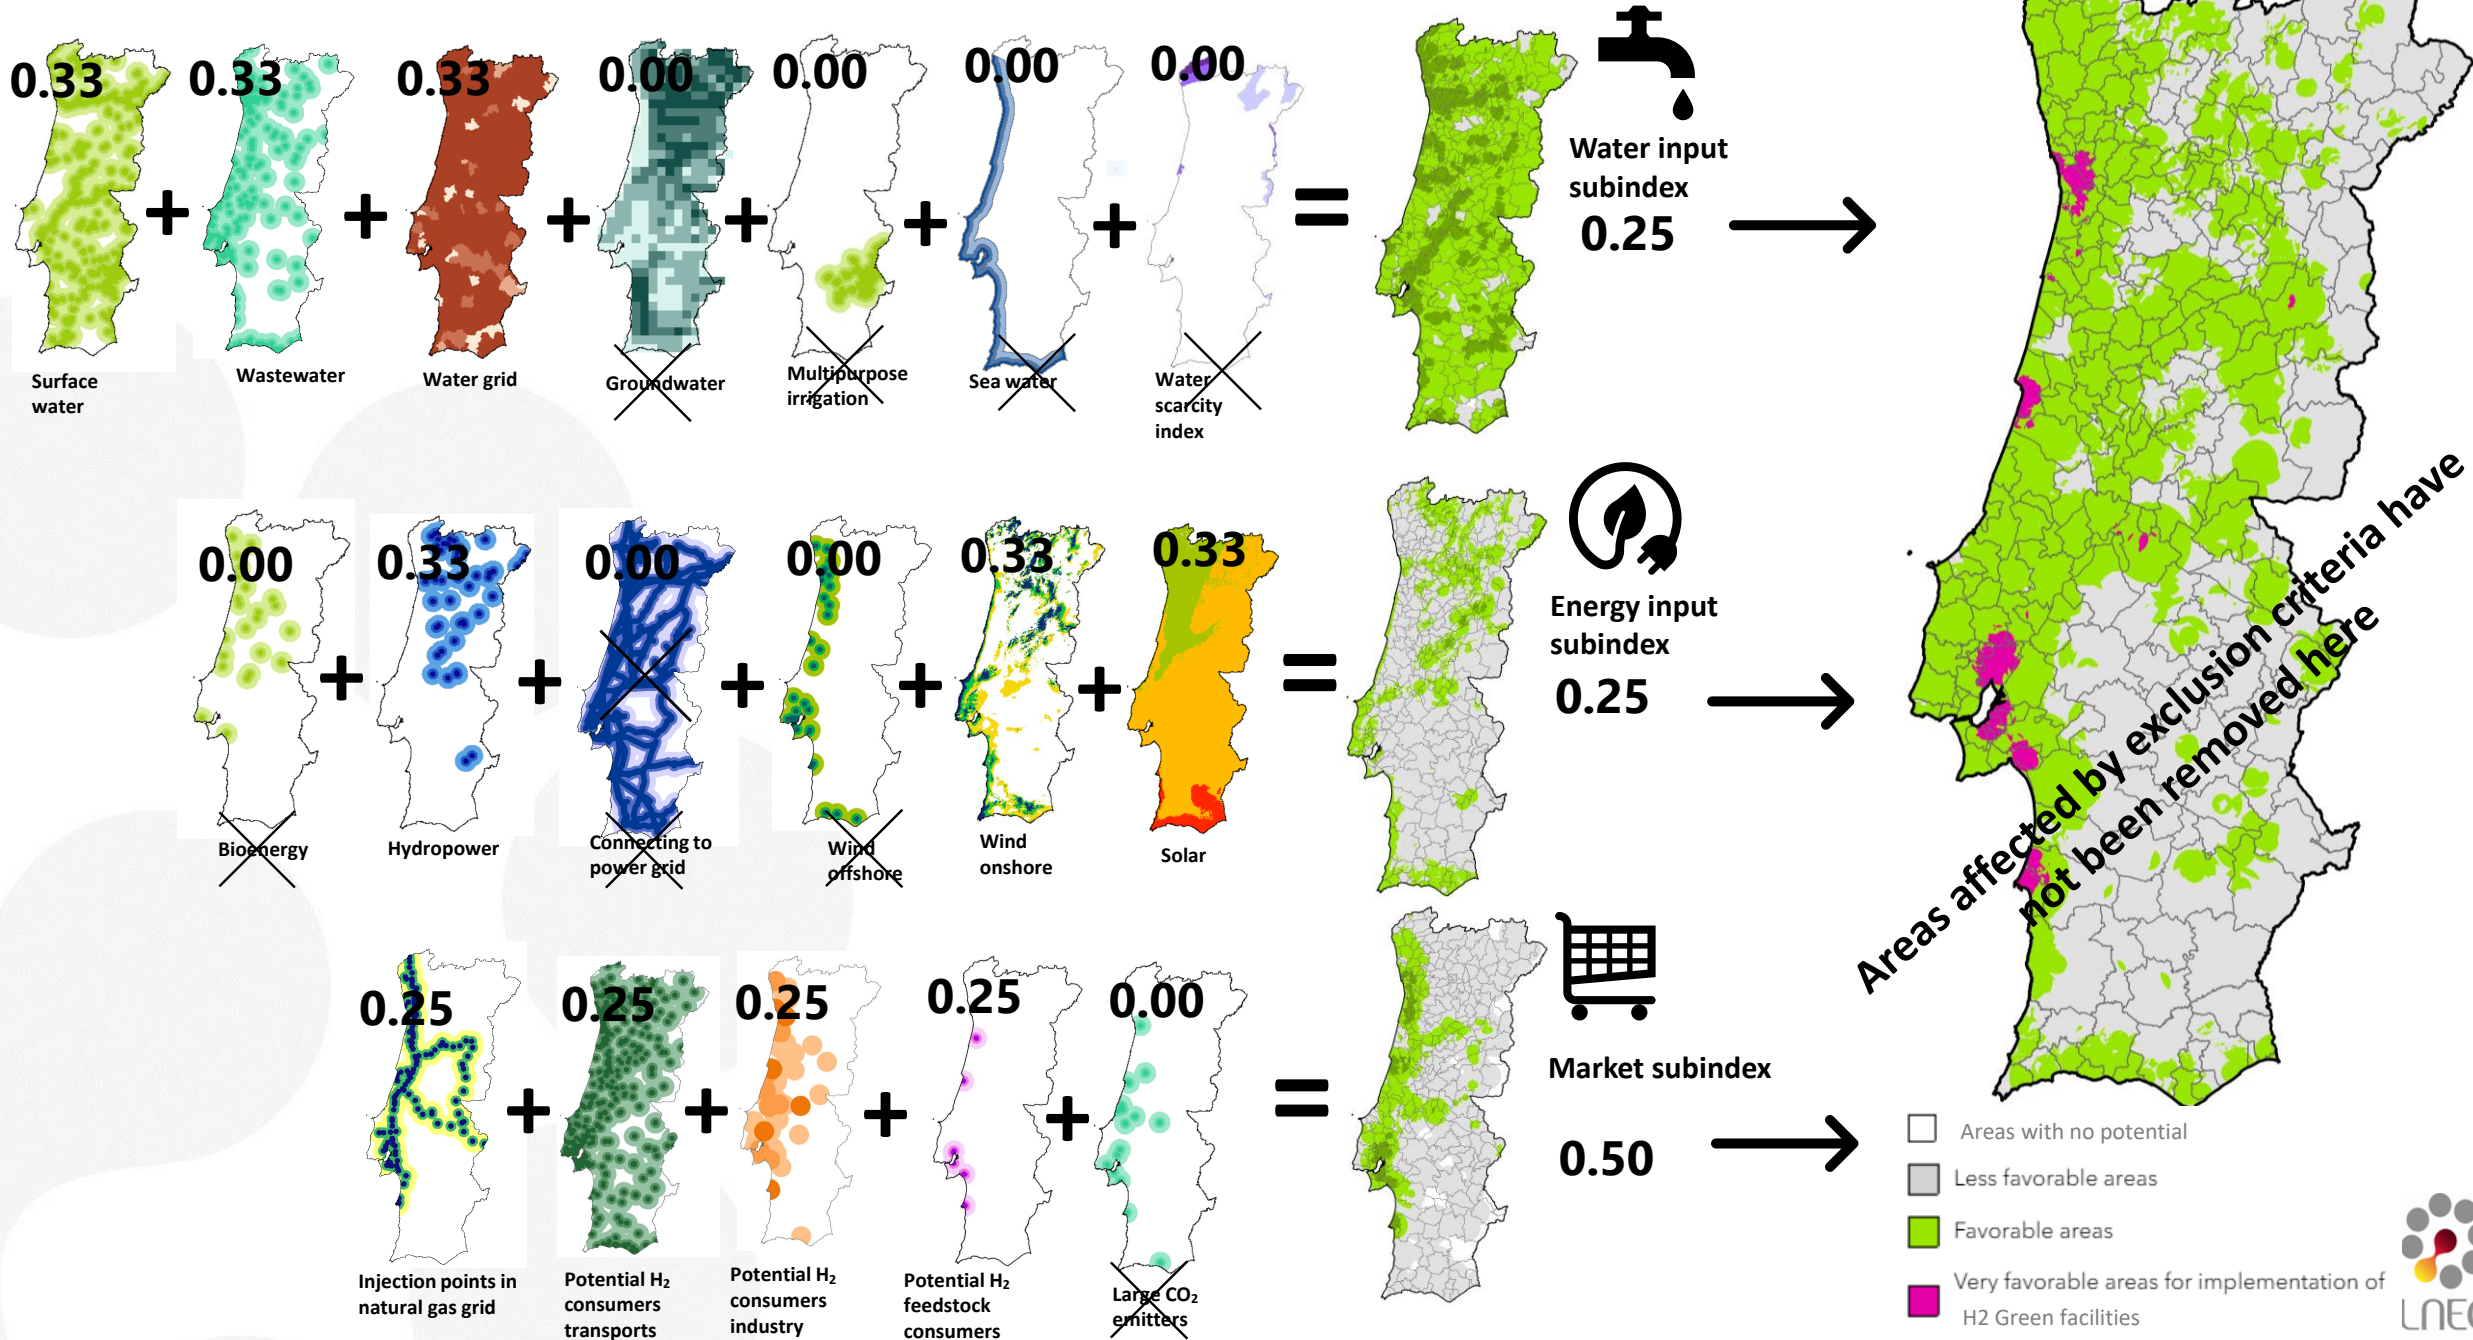 0.33
0.33
0.33
0.00
0.00
0.00
0.00
Surface
water
Wastewater
Water grid
Groundwater
Multipurpose
irrigation
Sea water
Water
scarcity
index
Water input
subindex
0.25
0.00
0.33
0.00
0.00
0.33
0.33
Bioenergy
Hydropower
Connecting to
power grid
Wind
offshore
Wind
onshore
Solar
Energy input
subindex
0.25
0.25
0.25
0.25
0.25
0.00
Injection points in
natural gas grid
Potential H₂
consumers
transports
Potential H₂
consumers
industry
Potential H₂
feedstock
consumers
Large CO₂
emitters
Market subindex
0.50
Areas affected by exclusion criteria have
not been removed here
Areas with no potential
Less favorable areas
Favorable areas
Very favorable areas for implementation of
H2 Green facilities